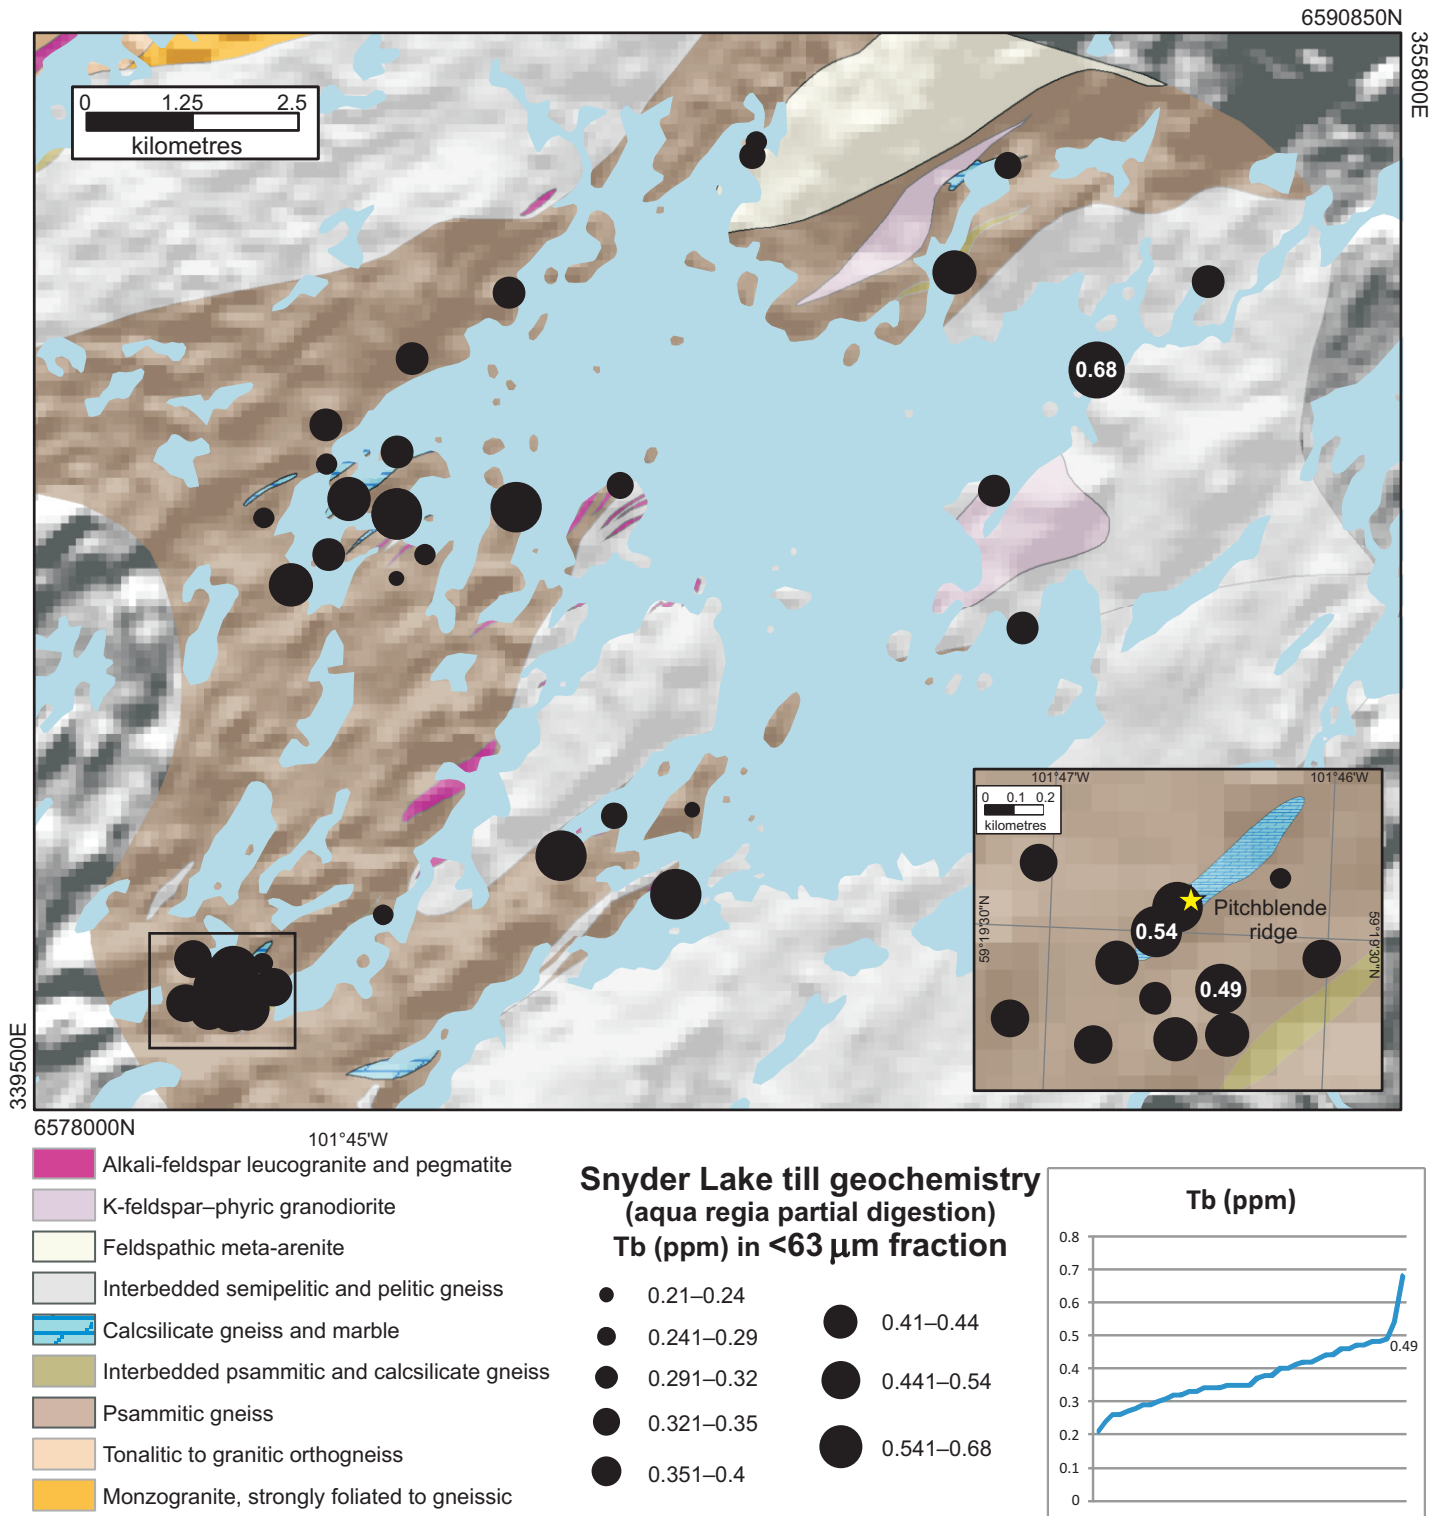 6590850N
355800E
0 1.25 2.5
kilometres
0.68
101°47'W
101°46'W
0 0.1 0.2
kilometres
59°19'30"N
59°19'30"N
Pitchblende
ridge
0.54
0.49
339500E
6578000N
101°45'W
Alkali-feldspar leucogranite and pegmatite
K-feldspar–phyric granodiorite
Feldspathic meta-arenite
Interbedded semipelitic and pelitic gneiss
Calcsilicate gneiss and marble
Interbedded psammitic and calcsilicate gneiss
Psammitic gneiss
Tonalitic to granitic orthogneiss
Monzogranite, strongly foliated to gneissic
Snyder Lake till geochemistry
(aqua regia partial digestion)
Tb (ppm) in <63 µm fraction
0.21–0.24
0.241–0.29
0.291–0.32
0.321–0.35
0.351–0.4
0.41–0.44
0.441–0.54
0.541–0.68
Tb (ppm)
0.8
0.7
0.6
0.5
0.4
0.3
0.2
0.1
0
0.49